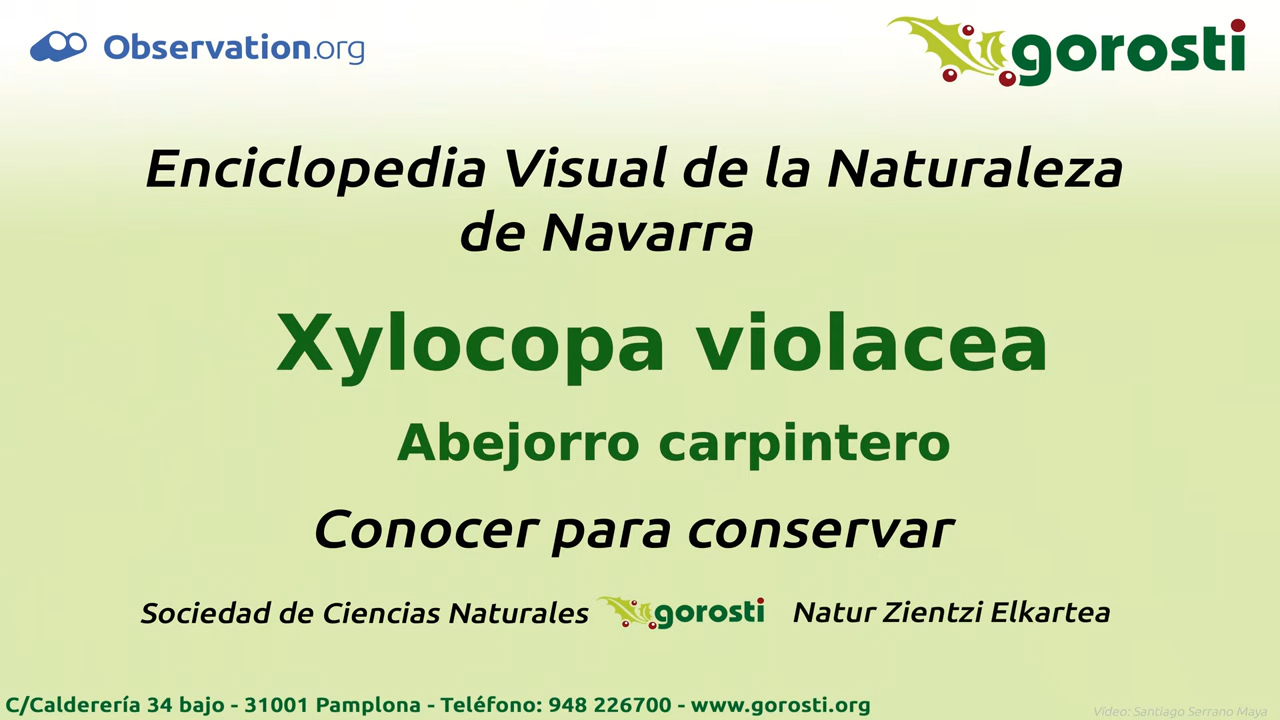 Observation.org
gorosti
Enciclopedia Visual de la Naturaleza
de Navarra
Xylocopa violacea
Abejorro carpintero
Conocer para conservar
Sociedad de Ciencias Naturales gorosti Natur Zientzi Elkartea
C/Calderería 34 bajo - 31001 Pamplona - Teléfono: 948 226700 - www.gorosti.org
Vídeo: Santiago Serrano Maya